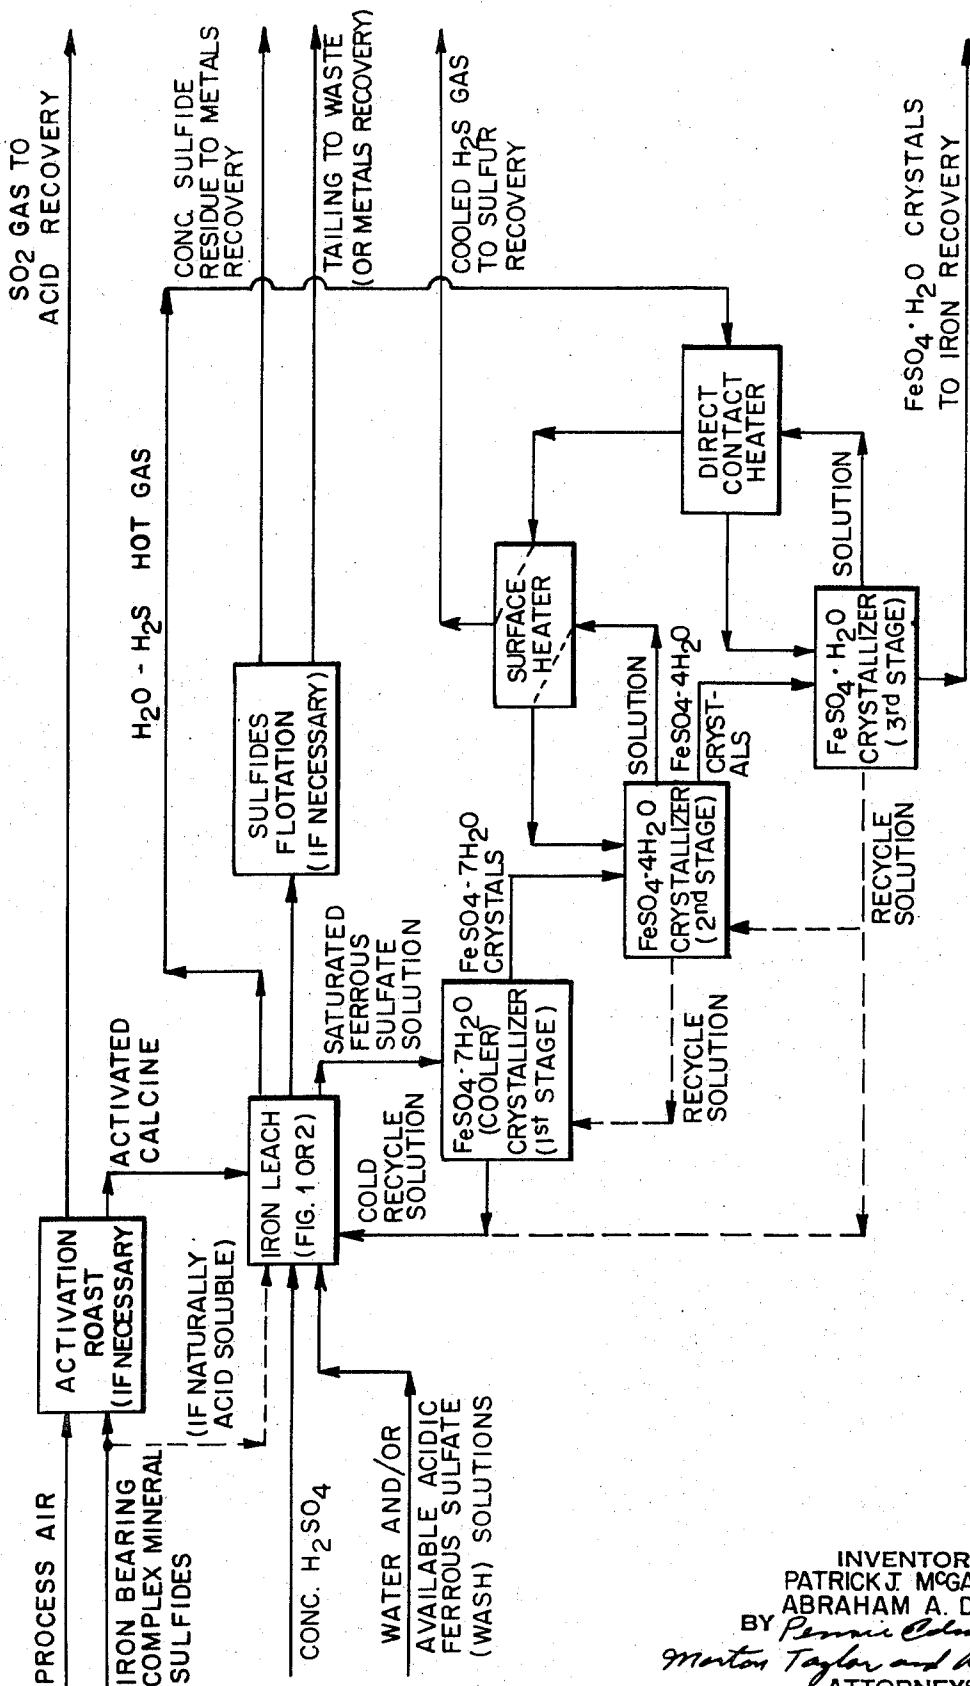 SO2 GAS TO
ACID RECOVERY
CONC. SULFIDE
RESIDUE TO METALS
RECOVERY
TAILING TO WASTE
(OR METALS RECOVERY)
COOLED H2S GAS
TO SULFUR
RECOVERY
FeSO4·H2O CRYSTALS
TO IRON RECOVERY
H2O-H2S HOT GAS
DIRECT
CONTACT
HEATER
SURFACE
HEATER
SOLUTION
SULFIDES
FLOTATION
(IF NECESSARY)
SOLUTION
FeSO4-4H2O
CRYST-
ALS
FeSO4·H2O
CRYSTALLIZER
(3rd STAGE)
FeSO4-4H2O
CRYSTALLIZER
(2nd STAGE)
RECYCLE
SOLUTION
FeSO4-7H2O
CRYSTALS
SATURATED
FERROUS
SULFATE
SOLUTION
FeSO4-7H2O
(COOLER)
CRYSTALLIZER
(1st STAGE)
RECYCLE
SOLUTION
ACTIVATED
CALCINE
IRON LEACH
(FIG. 1 OR 2)
COLD
RECYCLE
SOLUTION
ACTIVATION
ROAST
(IF NECESSARY)
(IF NATURALLY
ACID SOLUBLE)
PROCESS AIR
IRON BEARING
COMPLEX MINERAL
SULFIDES
CONC. H2SO4
WATER AND/OR
AVAILABLE ACIDIC
FERROUS SULFATE
(WASH) SOLUTIONS
INVENTOR
PATRICK J. McGA
ABRAHAM A. D
BY Pennie
Morton Taylor and
ATTORNEYS